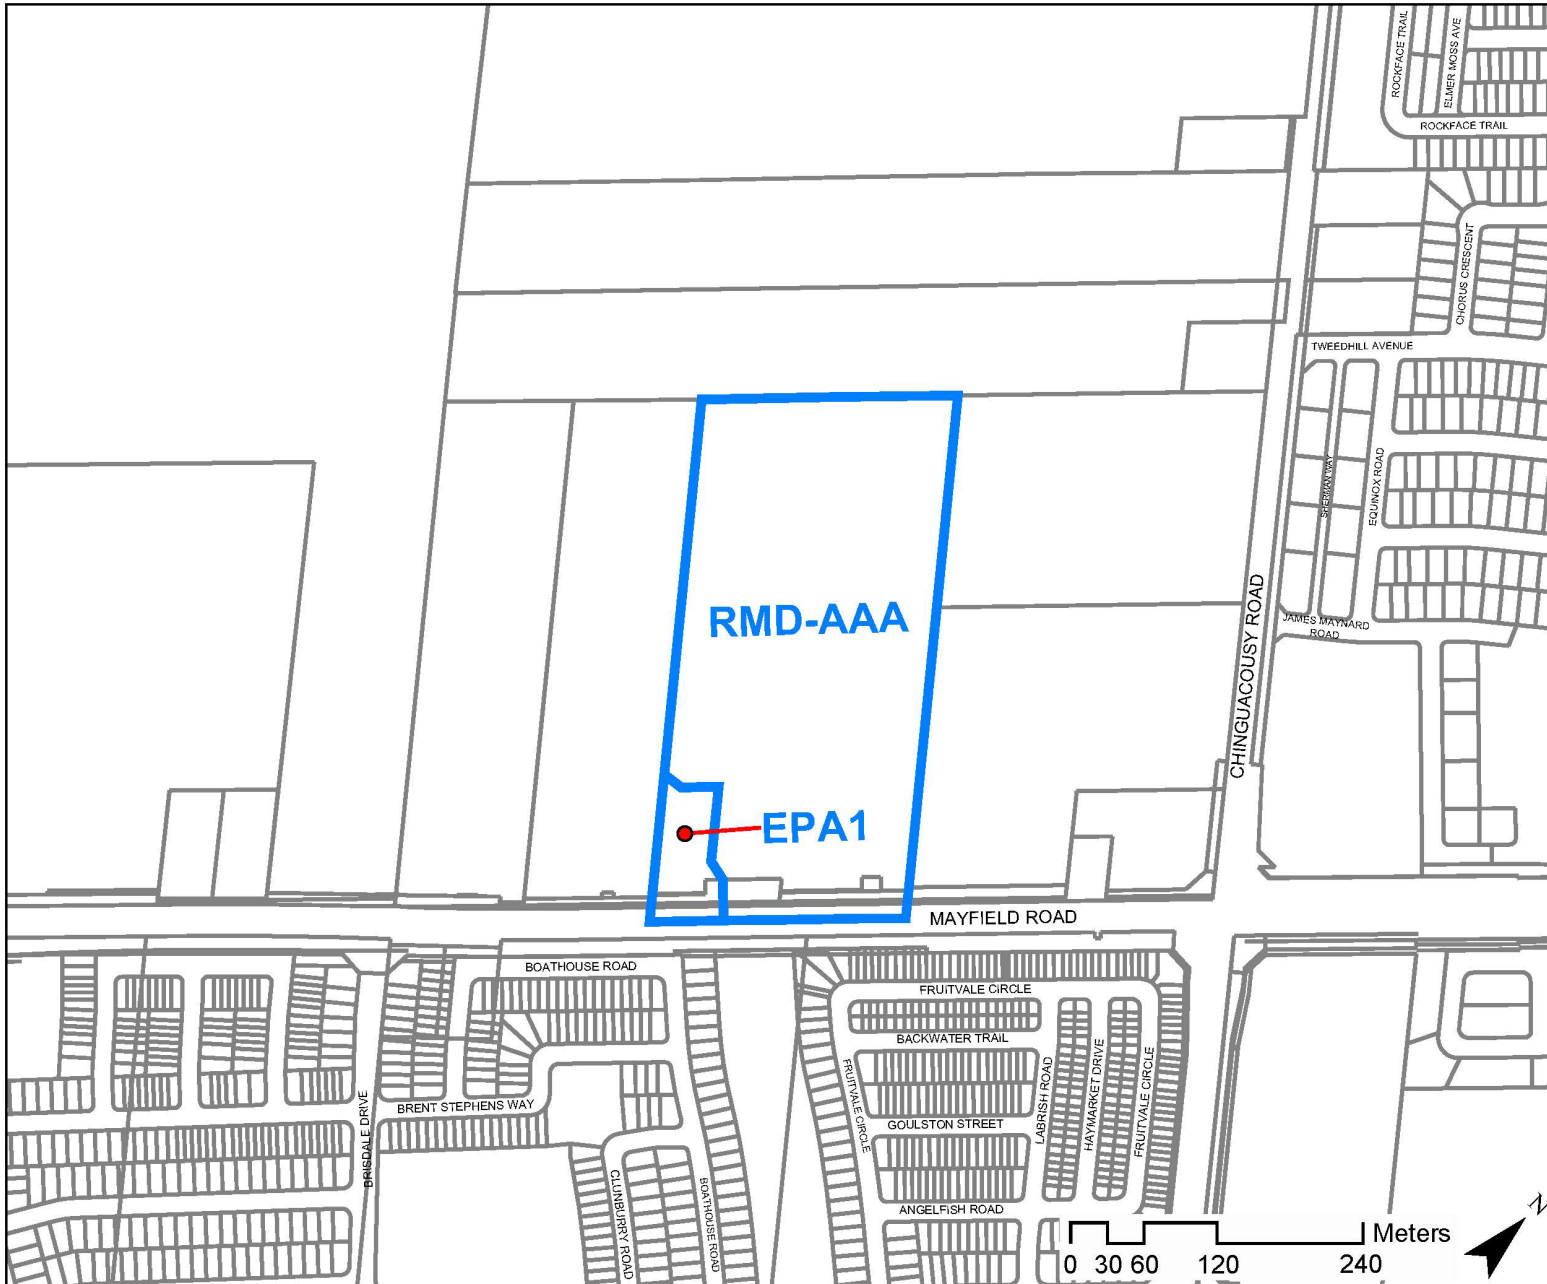 ROCKFACE TRAIL
ELMER MOSS AVE
ROCKFACE TRAIL
CHORUS CRESCENT
TWEEDHILL AVENUE
SHERMAN WAY
EQUINOX ROAD
JAMES MAYNARD
ROAD
CHINGUACOUSY ROAD
RMD-AAA
EPA1
MAYFIELD ROAD
BOATHOUSE ROAD
FRUITVALE CIRCLE
BACKWATER TRAIL
FRUITVALE CIRCLE
LABRISH ROAD
HAYMARKET DRIVE
FRUITVALE CIRCLE
BRISDALE DRIVE
BRENT STEPHENS WAY
GOULSTON STREET
CLUNBURRY ROAD
BOATHOUSE ROAD
ANGELFISH ROAD
N
Meters
0 30 60 120 240